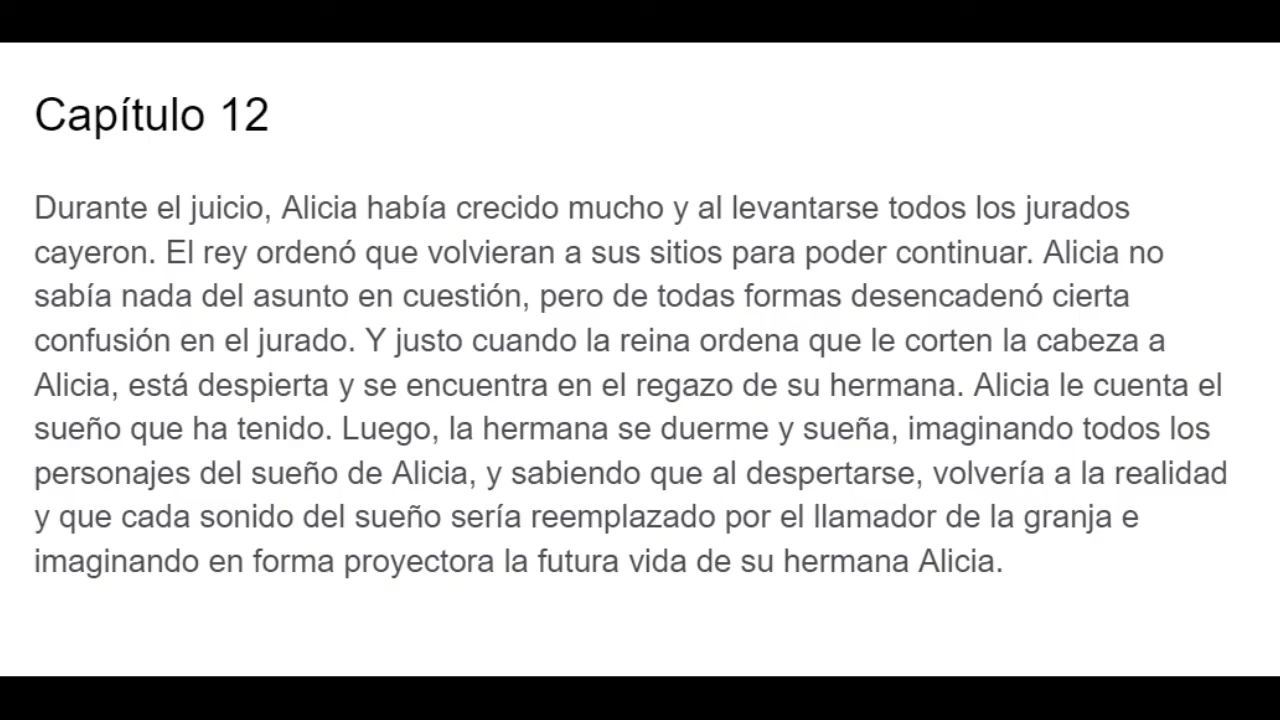 Capítulo 12
Durante el juicio, Alicia había crecido mucho y al levantarse todos los jurados
cayeron. El rey ordenó que volvieran a sus sitios para poder continuar. Alicia no
sabía nada del asunto en cuestión, pero de todas formas desencadenó cierta
confusión en el jurado. Y justo cuando la reina ordena que le corten la cabeza a
Alicia, está despierta y se encuentra en el regazo de su hermana. Alicia le cuenta el
sueño que ha tenido. Luego, la hermana se duerme y sueña, imaginando todos los
personajes del sueño de Alicia, y sabiendo que al despertarse, volvería a la realidad
y que cada sonido del sueño sería reemplazado por el llamador de la granja e
imaginando en forma proyectora la futura vida de su hermana Alicia.